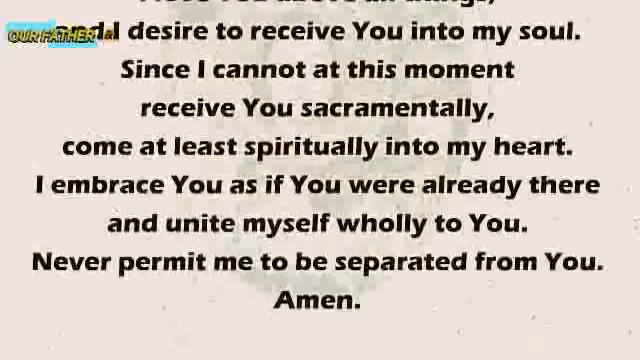 OUR FATHER
and I desire to receive You into my soul.
Since I cannot at this moment
receive You sacramentally,
come at least spiritually into my heart.
I embrace You as if You were already there
and unite myself wholly to You.
Never permit me to be separated from You.
Amen.